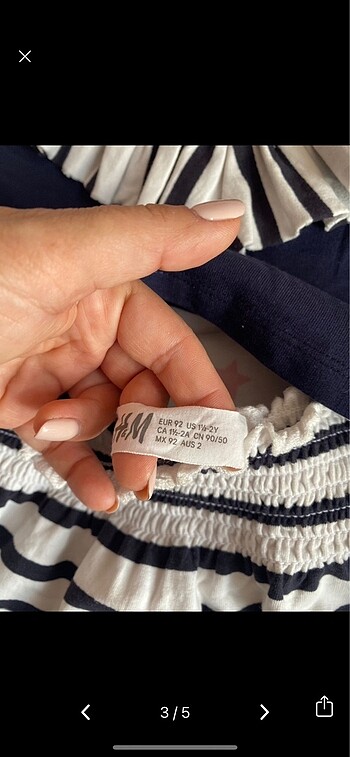 H&M
EUR 92 US 1½-2Y
CA 1½-2A CN 90/50
MX 92 AUS 2
3/5